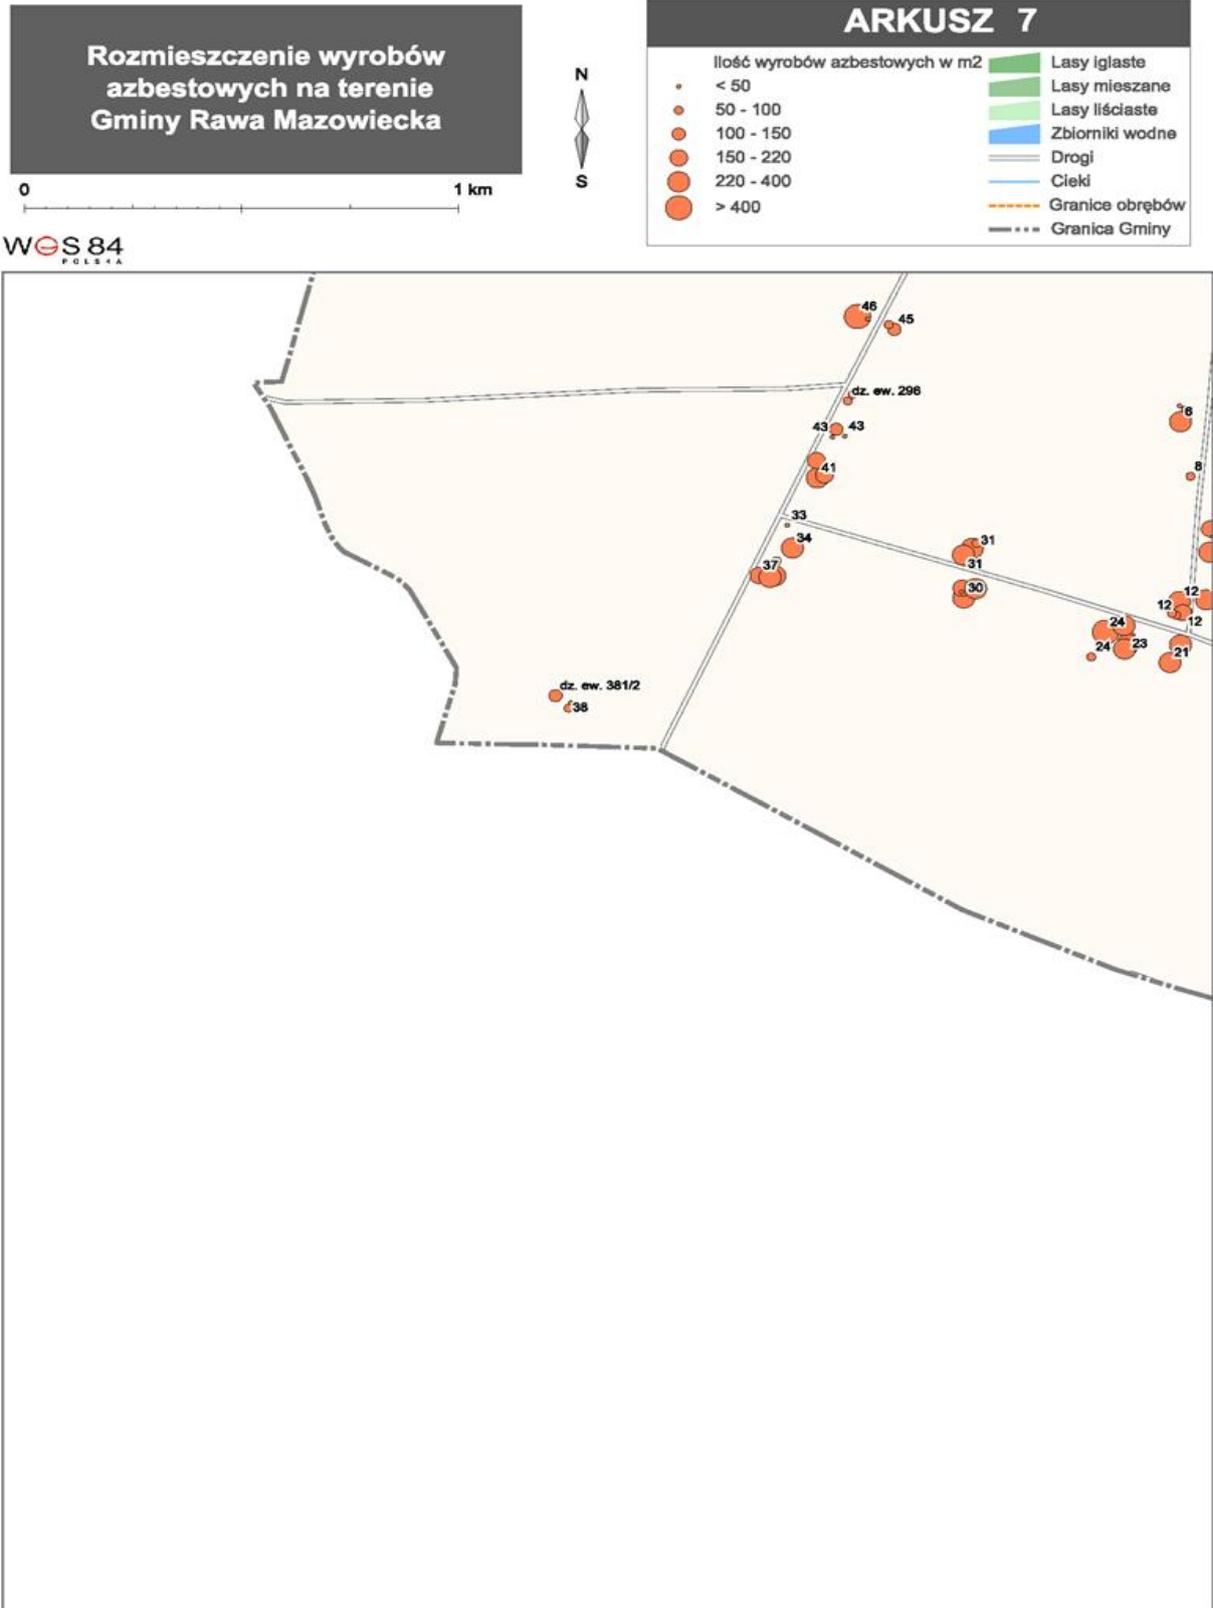 Rozmieszczenie wyrobów
azbestowych na terenie
Gminy Rawa Mazowiecka
0 1 km
WGS 84
POLSKA
N
S
ARKUSZ 7
Ilość wyrobów azbestowych w m2
< 50
50 - 100
100 - 150
150 - 220
220 - 400
> 400
Lasy iglaste
Lasy mieszane
Lasy liściaste
Zbiorniki wodne
Drogi
Cieki
Granice obrębów
Granica Gminy
46
45
dz. ew. 296
43 43
6
41
8
33
34
31
37
31
30
12
12
12
24
24
23
21
dz. ew. 381/2
38